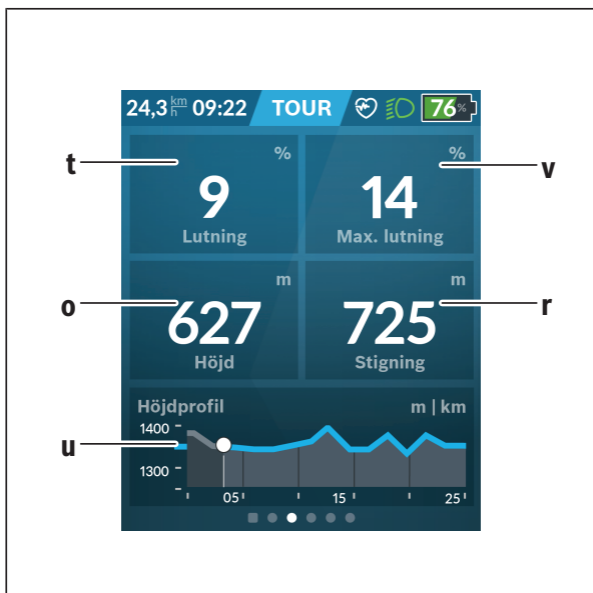 24,3 km/h 09:22 TOUR 76%
t
%
9
Lutning
%
14
Max. lutning
v
o
m
627
Höjd
m
725
Stigning
r
Höjdprofil m | km
u
1400
1300
05 15 25